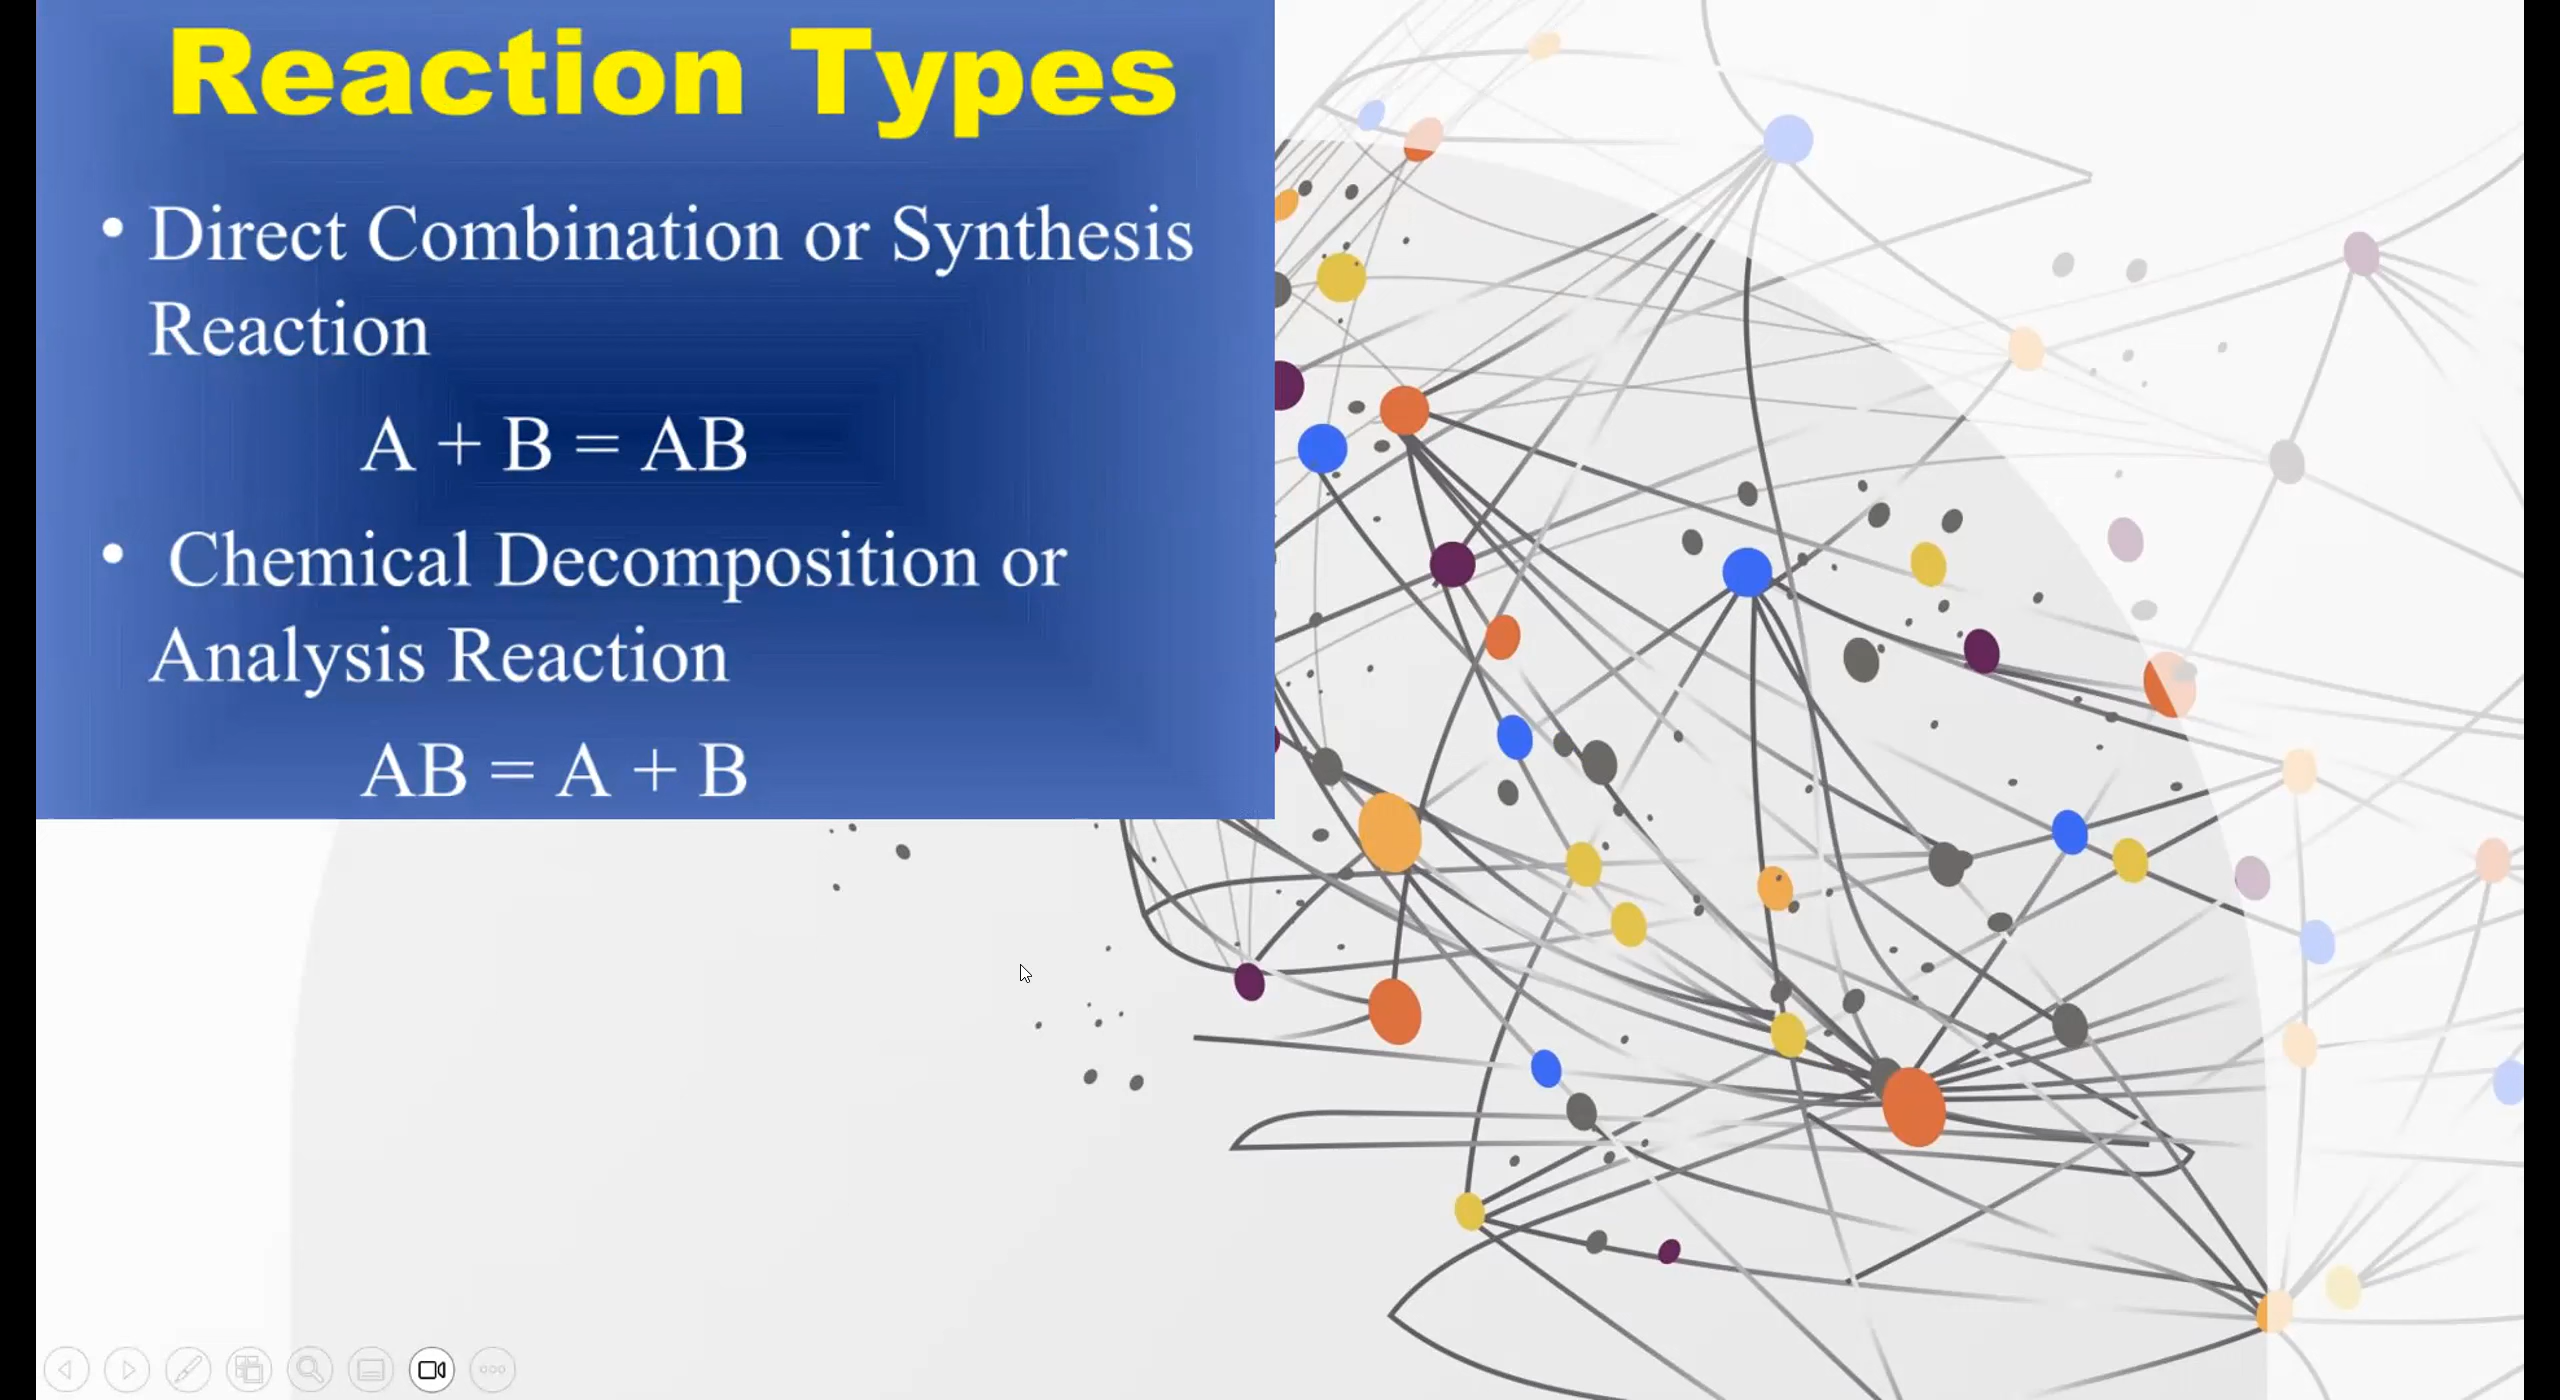 Reaction Types
• Direct Combination or Synthesis
Reaction
A + B = AB
• Chemical Decomposition or
Analysis Reaction
AB = A + B